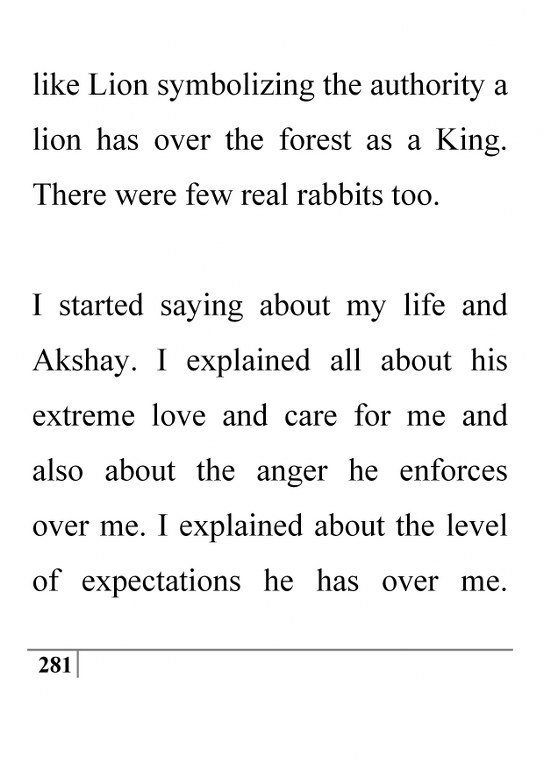 like Lion symbolizing the authority a
lion has over the forest as a King.
There were few real rabbits too.
I started saying about my life and
Akshay. I explained all about his
extreme love and care for me and
also about the anger he enforces
over me. I explained about the level
of expectations he has over me.
281